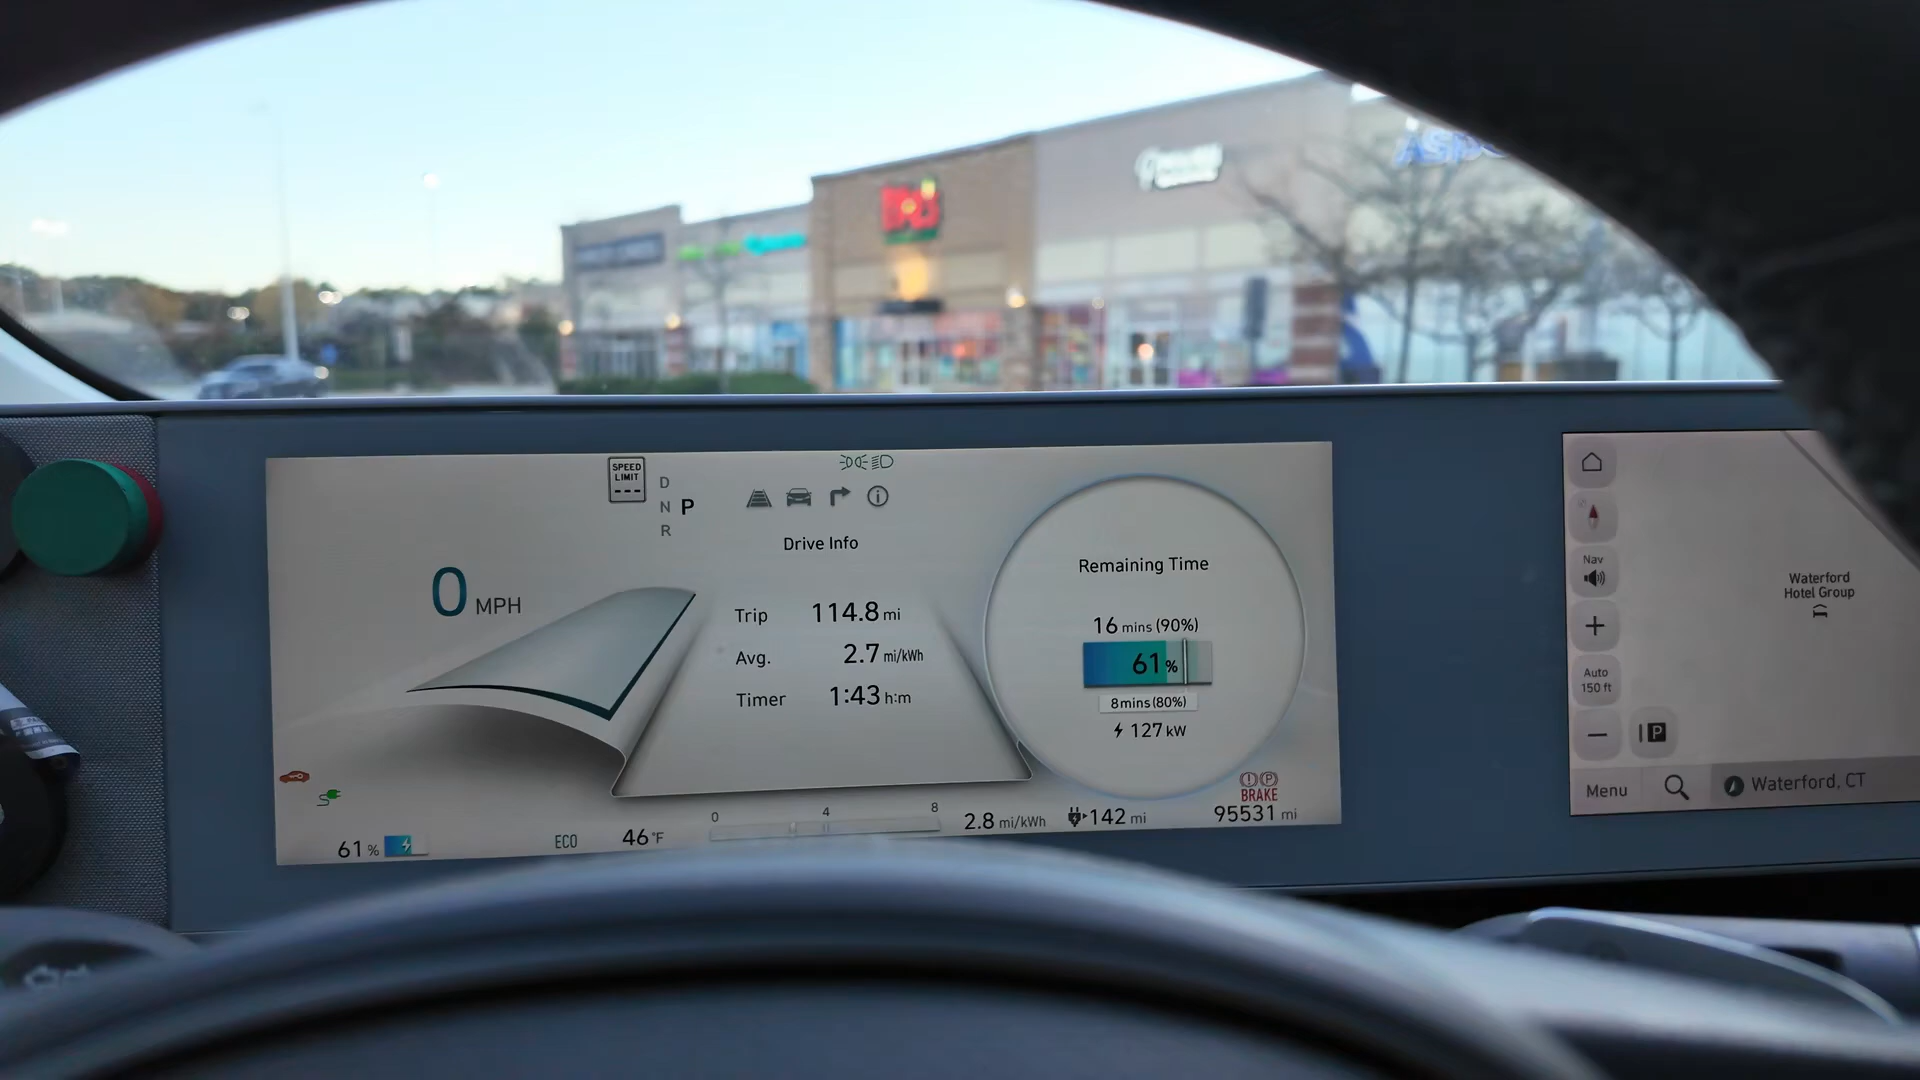 SPEED
LIMIT
---
D
N P
R
Drive Info
0 MPH
Trip 114.8 mi
Avg. 2.7 mi/kWh
Timer 1:43 h:m
Remaining Time
16 mins (90%)
61 %
8 mins (80%)
127 kW
BRAKE
61 %
ECO
46 °F
0 4 8
2.8 mi/kWh
142 mi
95531 mi
Nav
Auto
150 ft
P
Menu
Waterford, CT
Waterford
Hotel Group